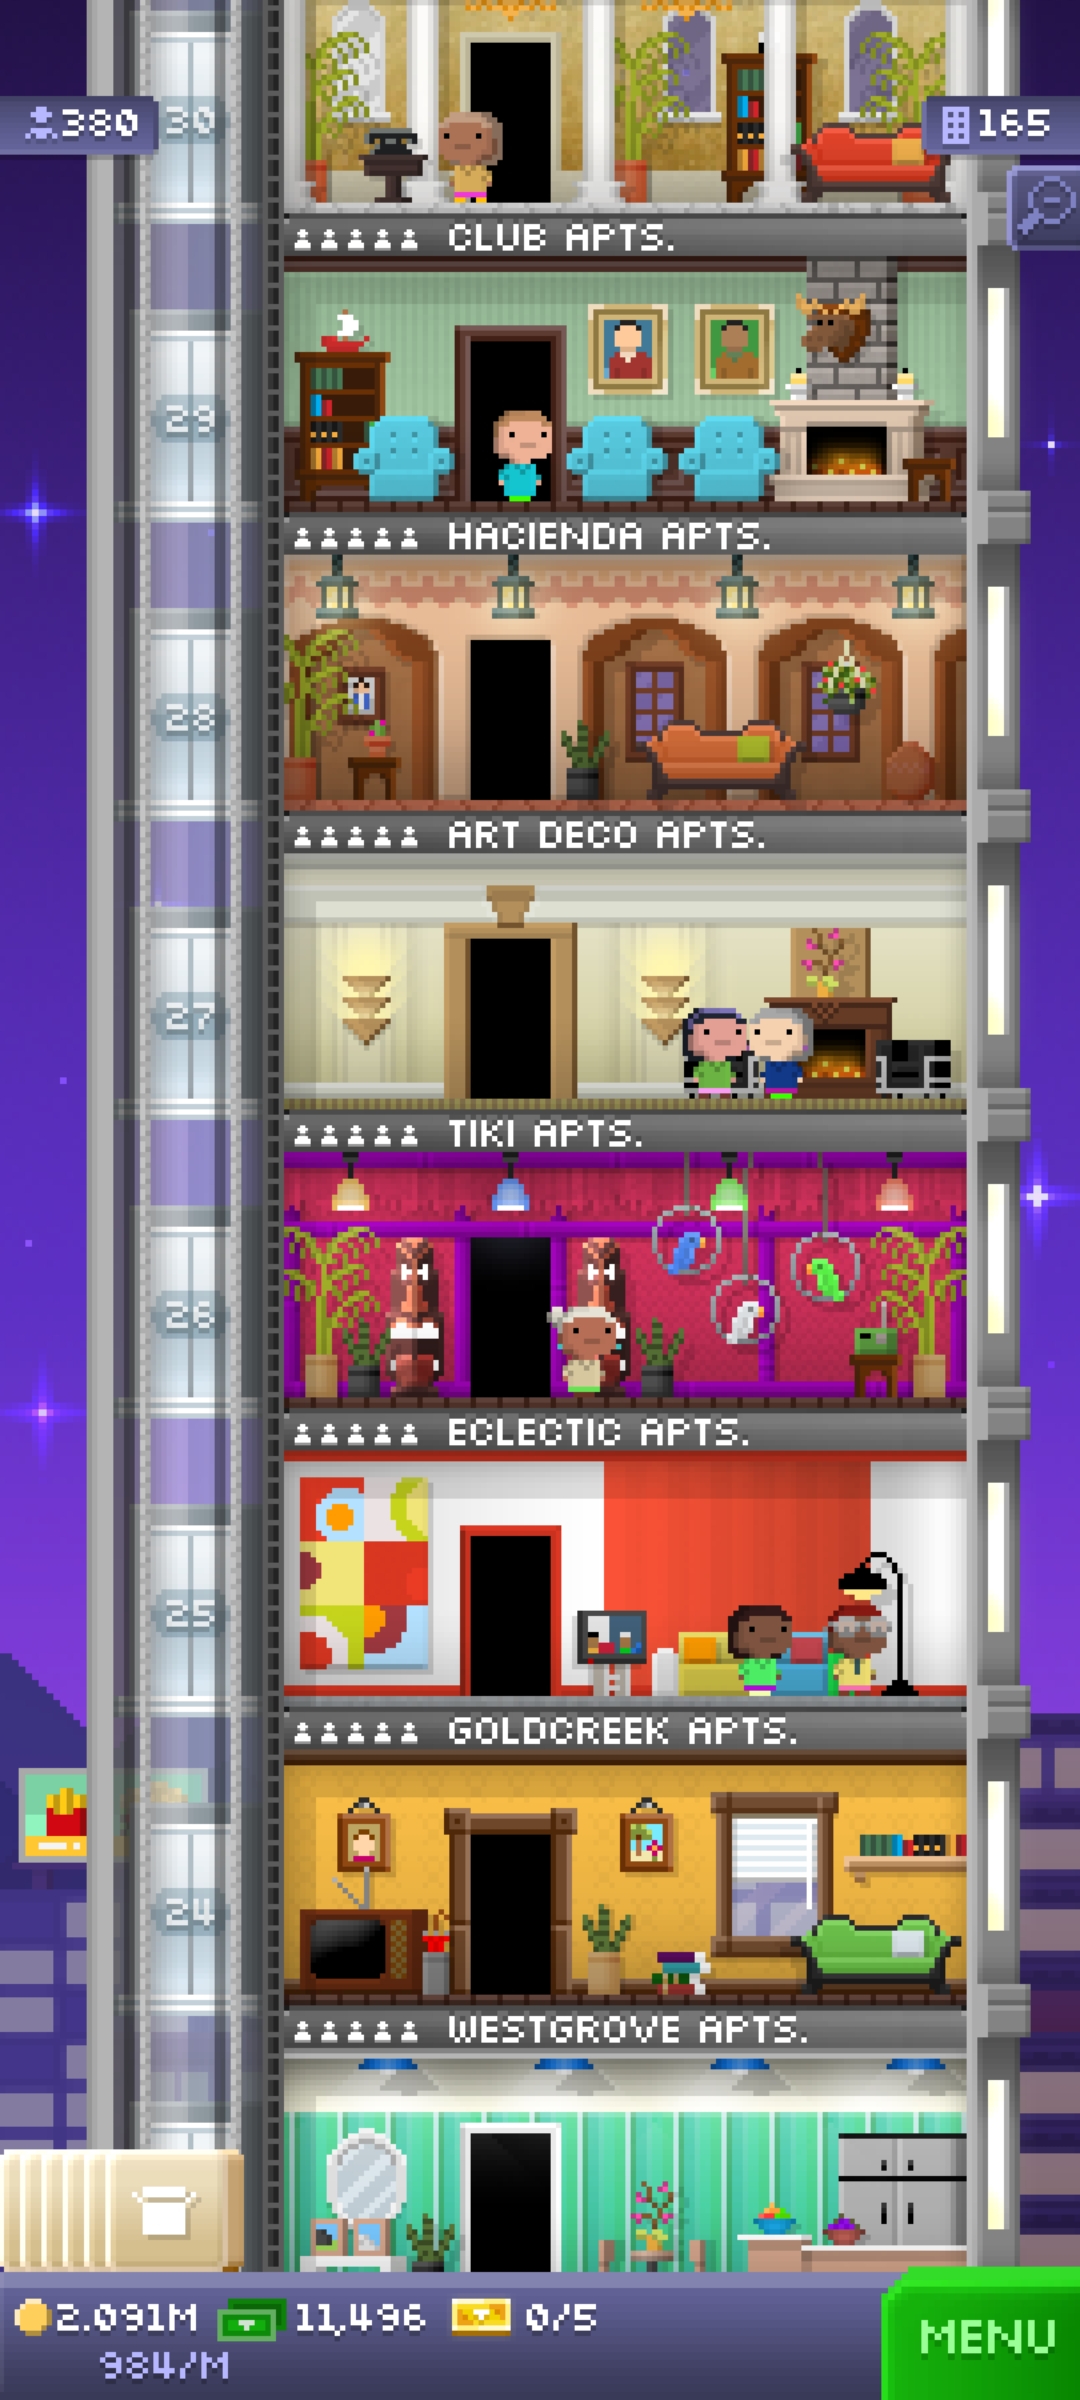 380
30
165
CLUB APTS.
29
HACIENDA APTS.
28
ART DECO APTS.
27
TIKI APTS.
26
ECLECTIC APTS.
25
GOLDCREEK APTS.
24
WESTGROVE APTS.
2.091M 11,496 0/5
984/M
MENU